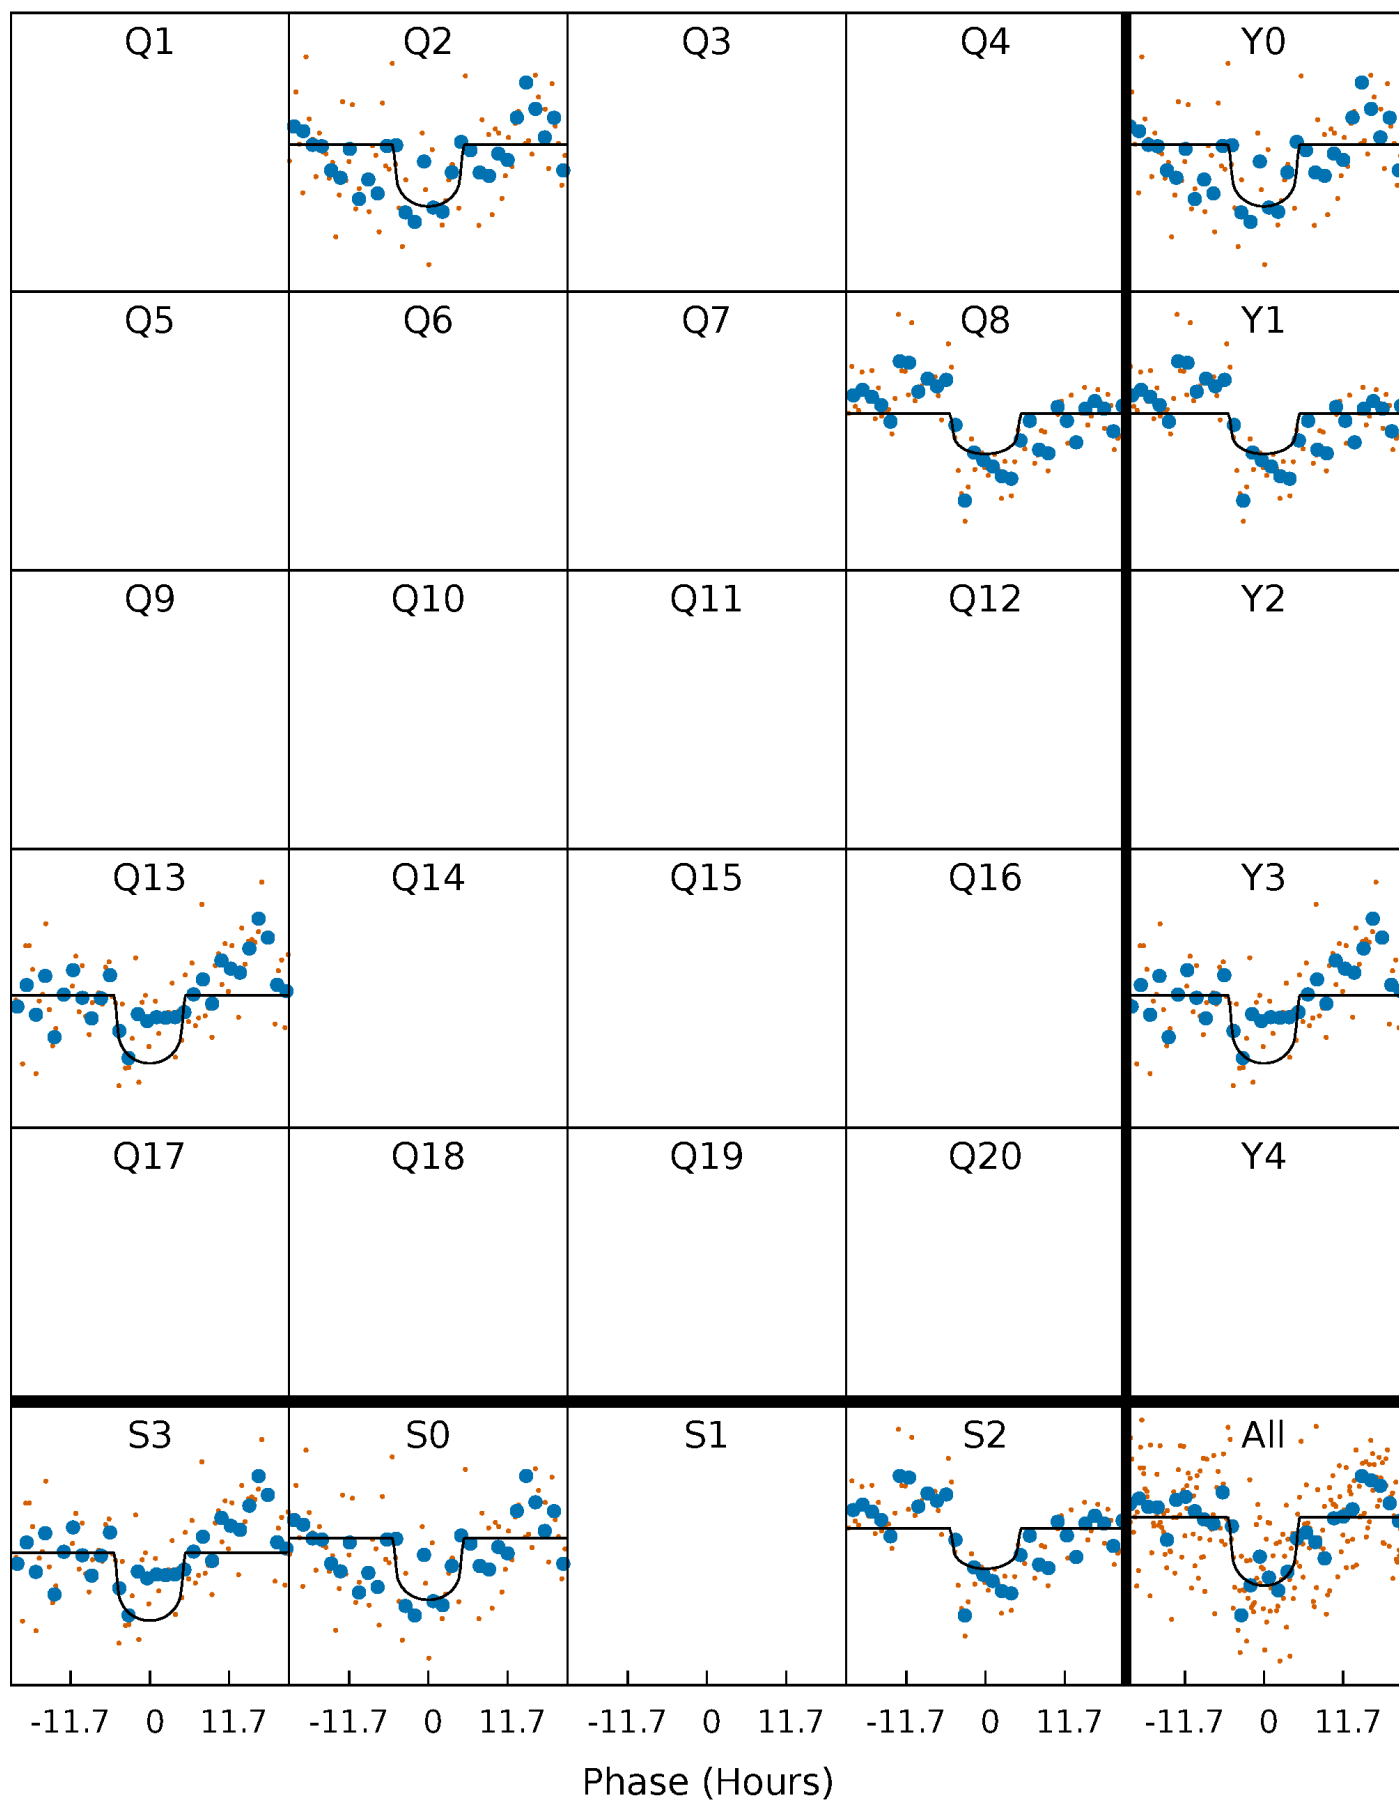 Q1 Q2 Q3 Q4 Y0
Q5 Q6 Q7 Q8 Y1
Q9 Q10 Q11 Q12 Y2
Q13 Q14 Q15 Q16 Y3
Q17 Q18 Q19 Q20 Y4
S3 S0 S1 S2 All
-11.7 0 11.7 -11.7 0 11.7 -11.7 0 11.7 -11.7 0 11.7 -11.7 0 11.7
Phase (Hours)